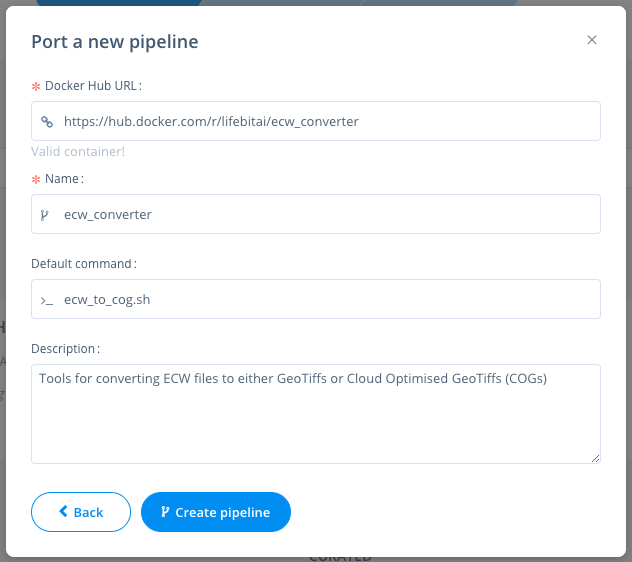 Port a new pipeline
* Docker Hub URL:
https://hub.docker.com/r/lifebitai/ecw_converter
Valid container!
* Name:
ecw_converter
Default command:
>_ ecw_to_cog.sh
Description:
Tools for converting ECW files to either GeoTiffs or Cloud Optimised GeoTiffs (COGs)
Back
Create pipeline